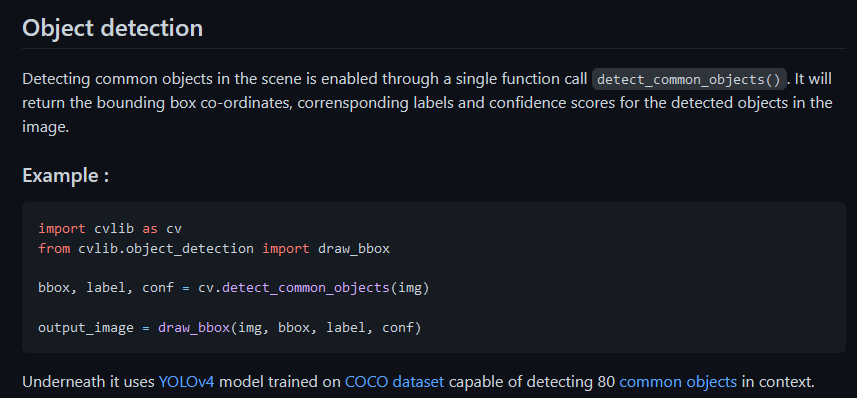 Object detection
Detecting common objects in the scene is enabled through a single function call detect_common_objects() . It will
return the bounding box co-ordinates, corrensponding labels and confidence scores for the detected objects in the
image.
Example :
import cvlib as cv
from cvlib.object_detection import draw_bbox
bbox, label, conf = cv.detect_common_objects(img)
output_image = draw_bbox(img, bbox, label, conf)
Underneath it uses YOLOv4 model trained on COCO dataset capable of detecting 80 common objects in context.